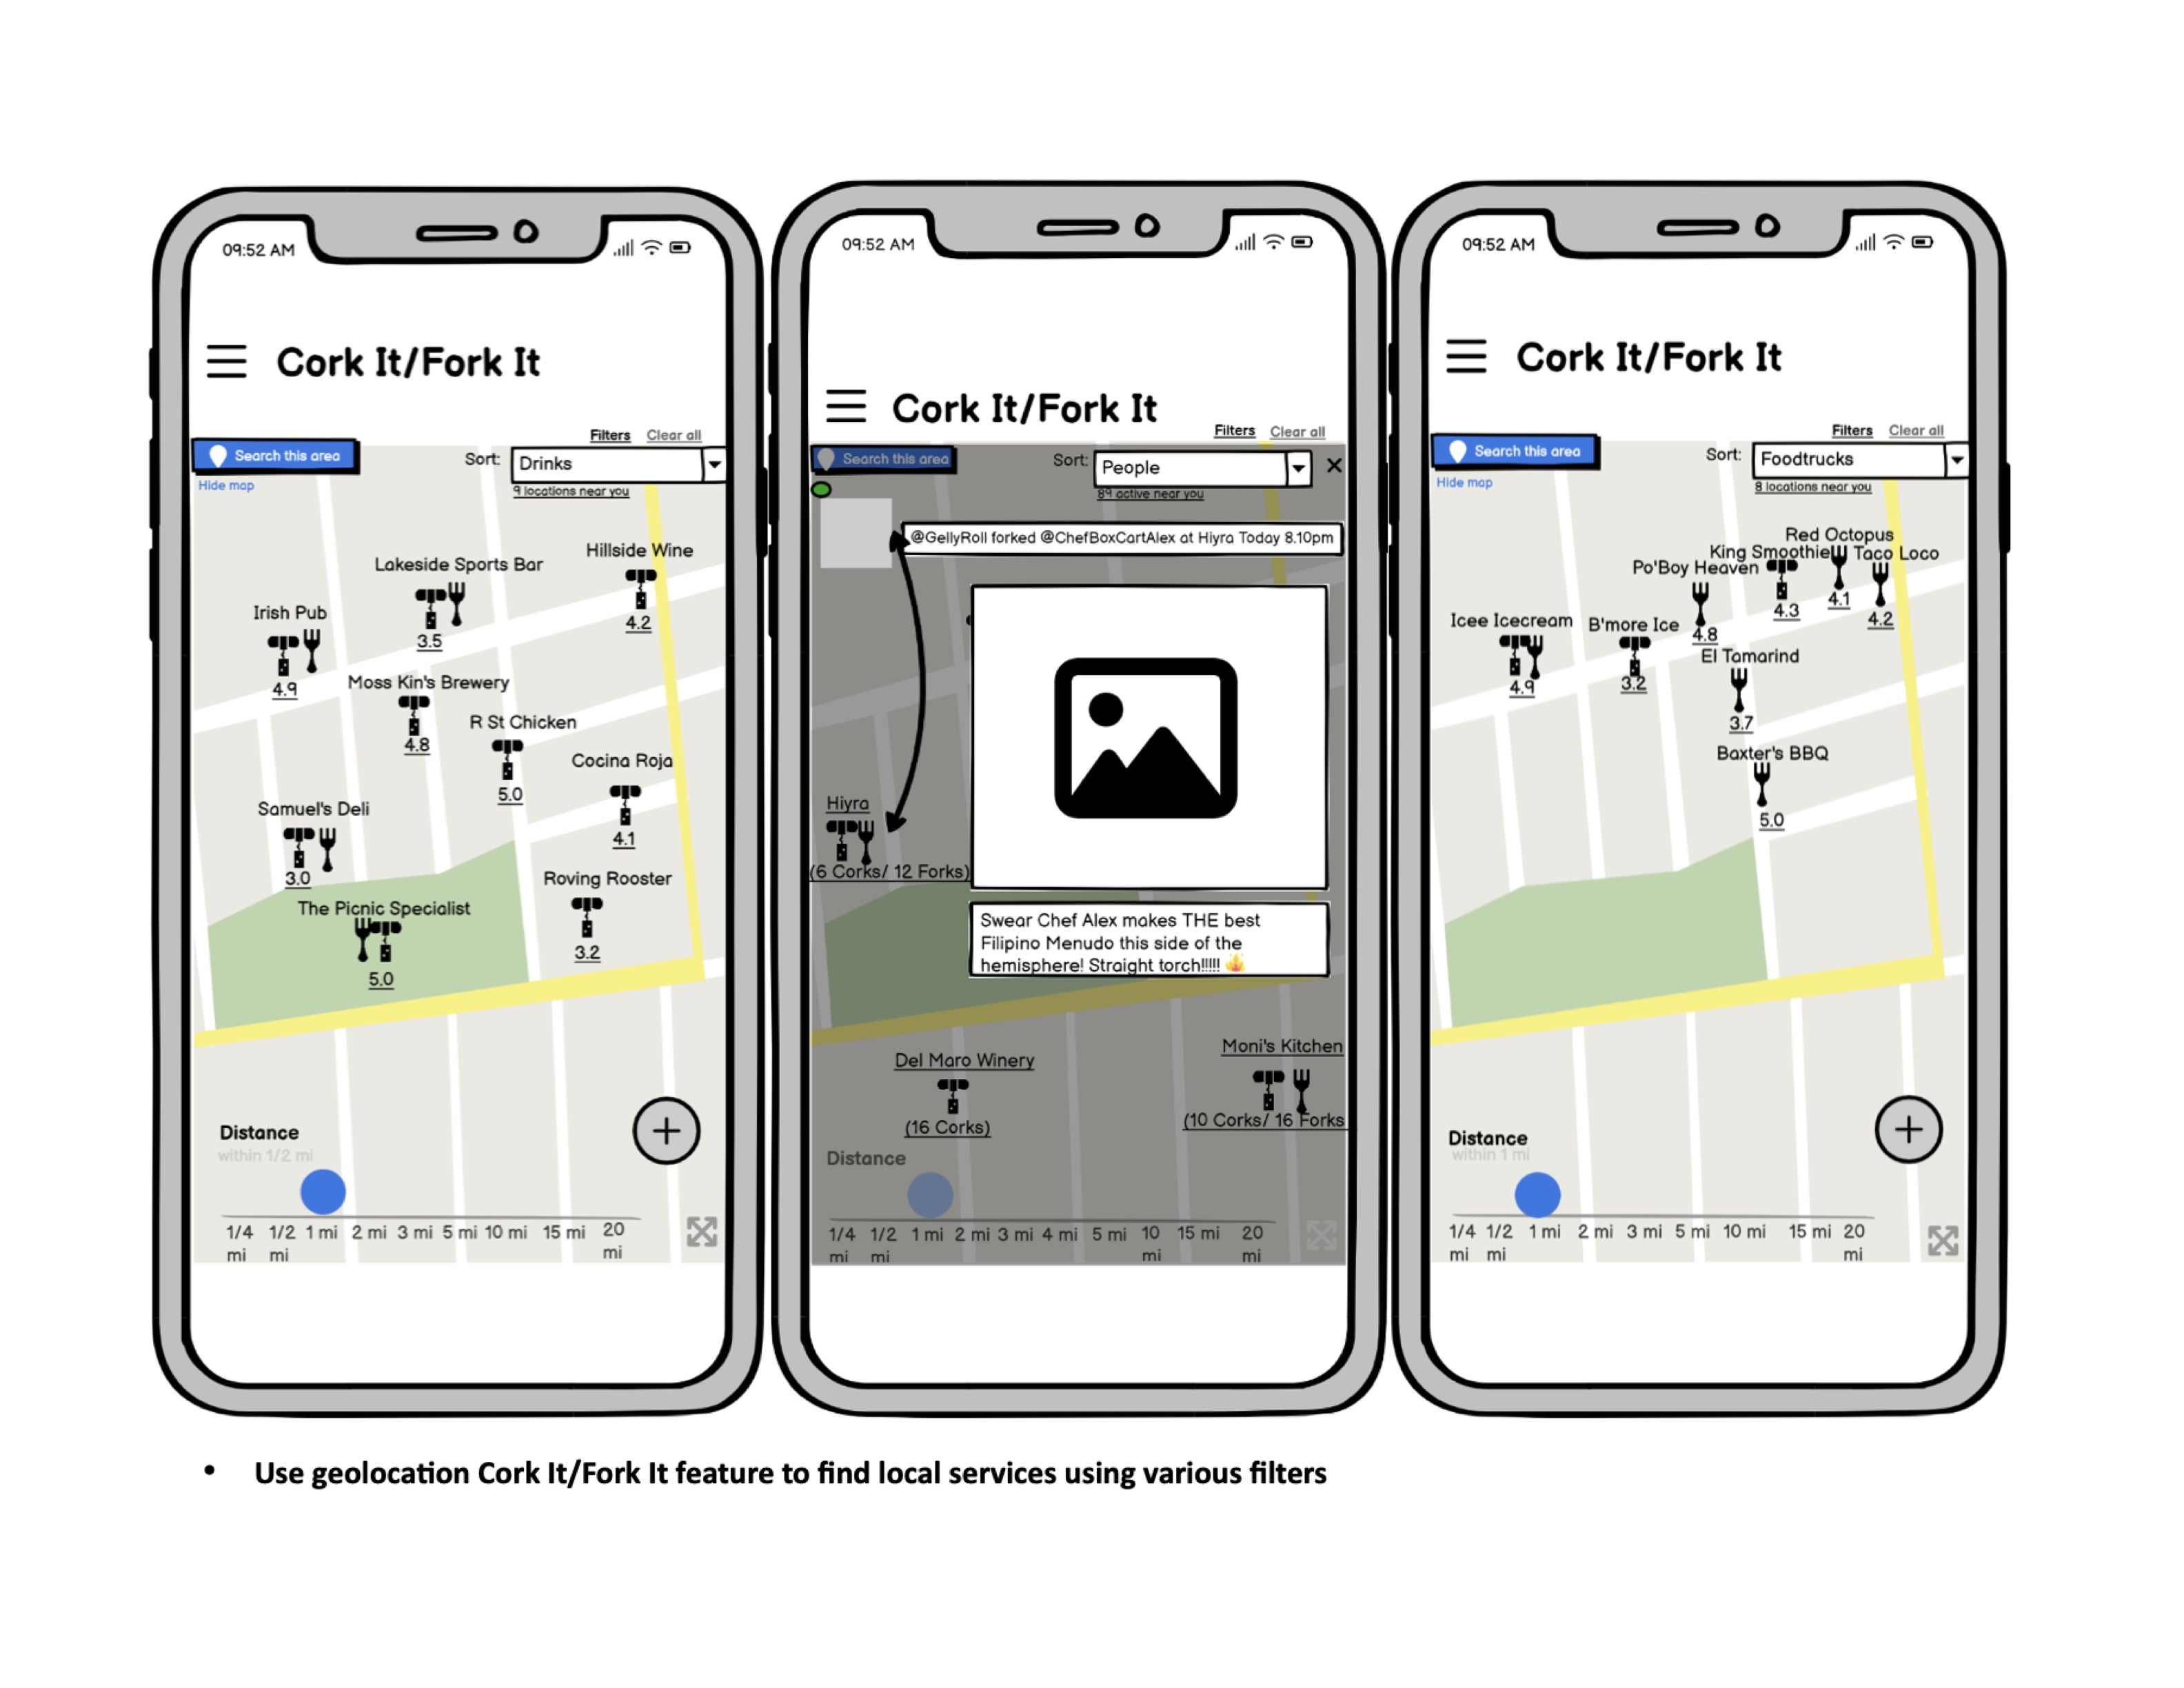 09:52 AM
Cork It/Fork It
Filters Clear all
Search this area
Sort: Drinks
Hide map
9 locations near you
Hillside Wine
4.2
Lakeside Sports Bar
3.5
Irish Pub
4.9
Moss Kin's Brewery
4.8
R St Chicken
5.0
Cocina Roja
4.1
Samuel's Deli
3.0
Roving Rooster
3.2
The Picnic Specialist
5.0
+
Distance
within 1/2 mi
1/4 mi 1/2 mi 1 mi 2 mi 3 mi 5 mi 10 mi 15 mi 20 mi
09:52 AM
Cork It/Fork It
Filters Clear all
Search this area
Sort: People
89 active near you
@GellyRoll forked @ChefBoxCartAlex at Hiyra Today 8.10pm
Hiyra
(6 Corks/ 12 Forks)
Swear Chef Alex makes THE best
Filipino Menudo this side of the
hemisphere! Straight torch!!!!! 🔥
Del Maro Winery
(16 Corks)
Moni's Kitchen
(10 Corks/ 16 Forks
Distance
1/4 mi 1/2 mi 1 mi 2 mi 3 mi 4 mi 5 mi 10 mi 15 mi 20 mi
09:52 AM
Cork It/Fork It
Filters Clear all
Search this area
Sort: Foodtrucks
Hide map
8 locations near you
Red Octopus
4.1
King Smoothie
4.3
Taco Loco
4.2
Po'Boy Heaven
4.8
Icee Icecream
4.9
B'more Ice
3.2
El Tamarind
3.7
Baxter's BBQ
5.0
+
Distance
within 1 mi
1/4 mi 1/2 mi 1 mi 2 mi 3 mi 5 mi 10 mi 15 mi 20 mi
• Use geolocation Cork It/Fork It feature to find local services using various filters